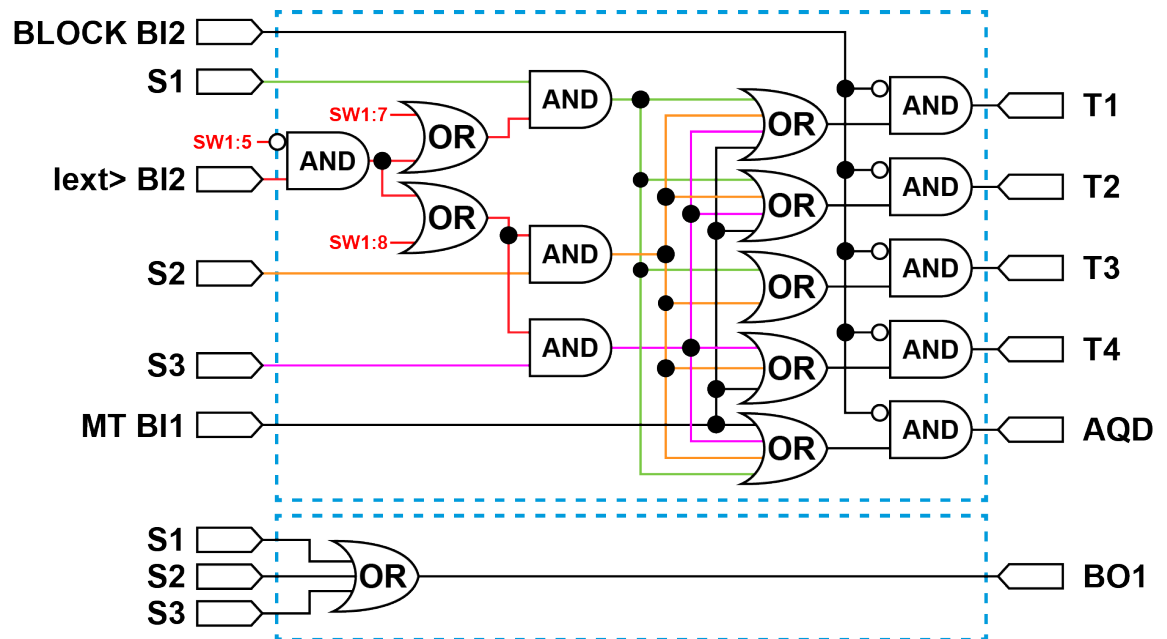 BLOCK BI2
S1
AND
AND
T1
SW1:7
OR
OR
SW1:5
AND
Iext> BI2
AND
T2
OR
OR
SW1:8
S2
AND
AND
T3
OR
S3
AND
AND
T4
OR
MT BI1
AND
AQD
OR
S1
S2
OR
BO1
S3